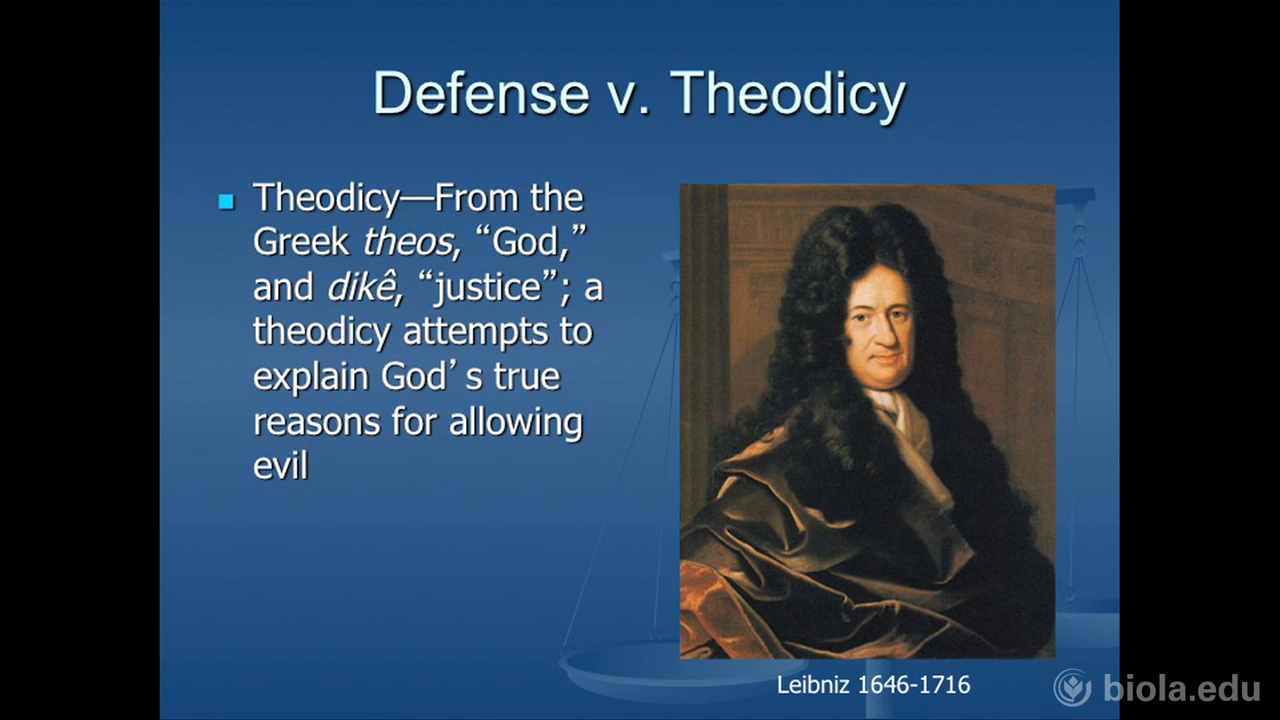 Defense v. Theodicy
Theodicy—From the
Greek theos, “God,”
and dikê, “justice”; a
theodicy attempts to
explain God’s true
reasons for allowing
evil
Leibniz 1646-1716
biola.edu